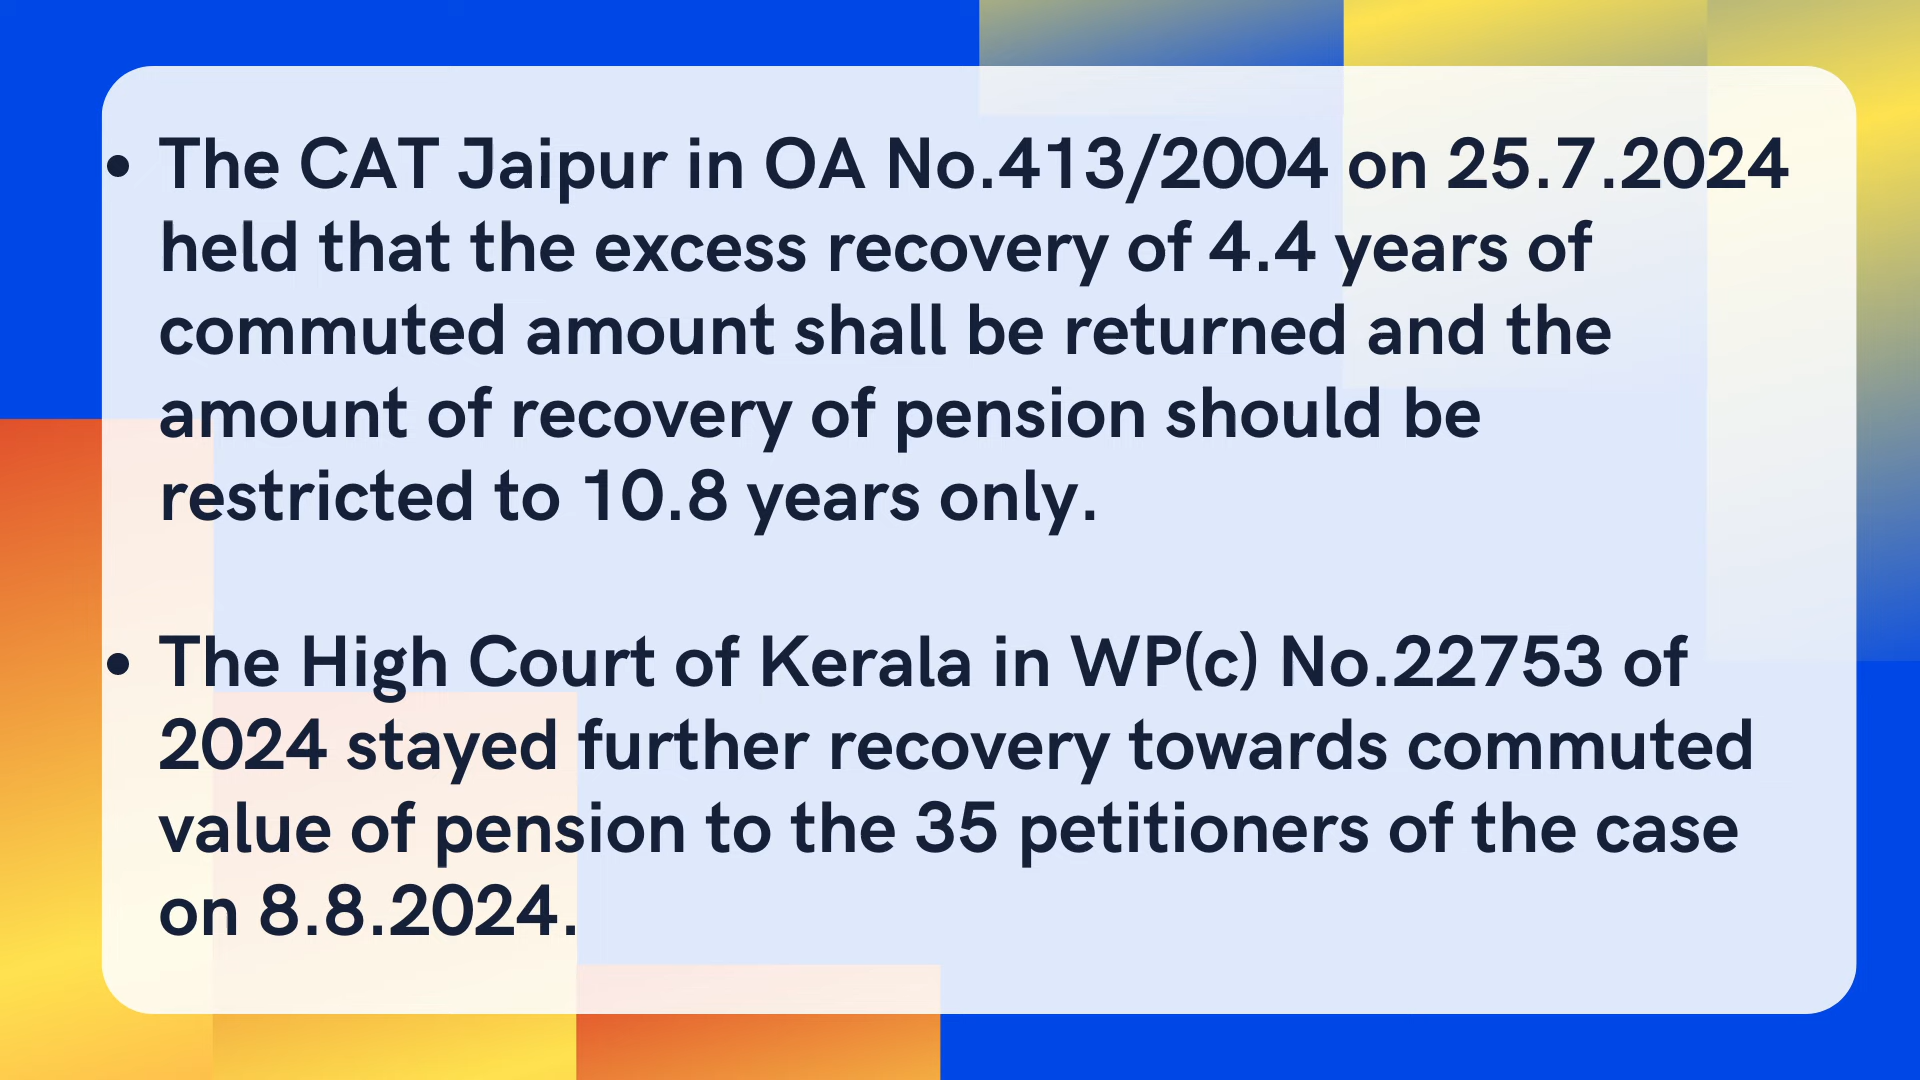 • The CAT Jaipur in OA No.413/2004 on 25.7.2024
held that the excess recovery of 4.4 years of
commuted amount shall be returned and the
amount of recovery of pension should be
restricted to 10.8 years only.
• The High Court of Kerala in WP(c) No.22753 of
2024 stayed further recovery towards commuted
value of pension to the 35 petitioners of the case
on 8.8.2024.